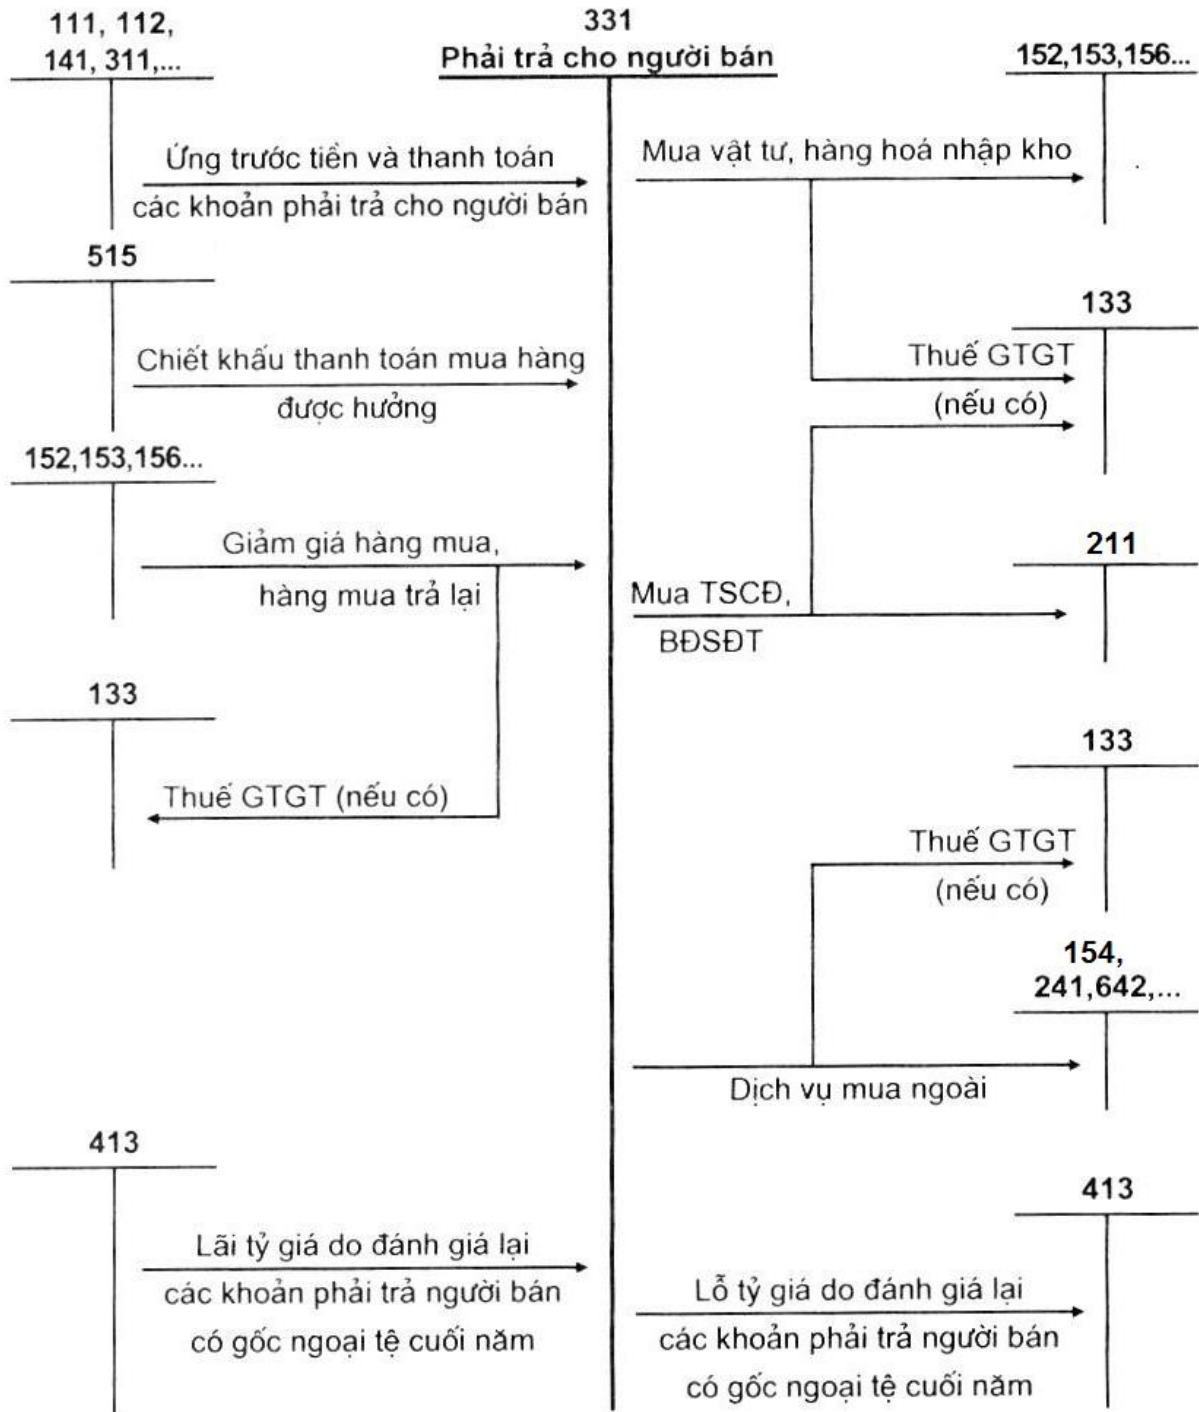 111, 112,
141, 311,...
331
Phải trả cho người bán
152,153,156...
Ứng trước tiền và thanh toán
các khoản phải trả cho người bán
Mua vật tư, hàng hoá nhập kho
515
133
Chiết khấu thanh toán mua hàng
được hưởng
Thuế GTGT
(nếu có)
152,153,156...
Giảm giá hàng mua,
hàng mua trả lại
211
Mua TSCĐ,
BĐSĐT
133
Thuế GTGT (nếu có)
133
Thuế GTGT
(nếu có)
154,
241,642,...
Dịch vụ mua ngoài
413
Lãi tỷ giá do đánh giá lại
các khoản phải trả người bán
có gốc ngoại tệ cuối năm
413
Lỗ tỷ giá do đánh giá lại
các khoản phải trả người bán
có gốc ngoại tệ cuối năm